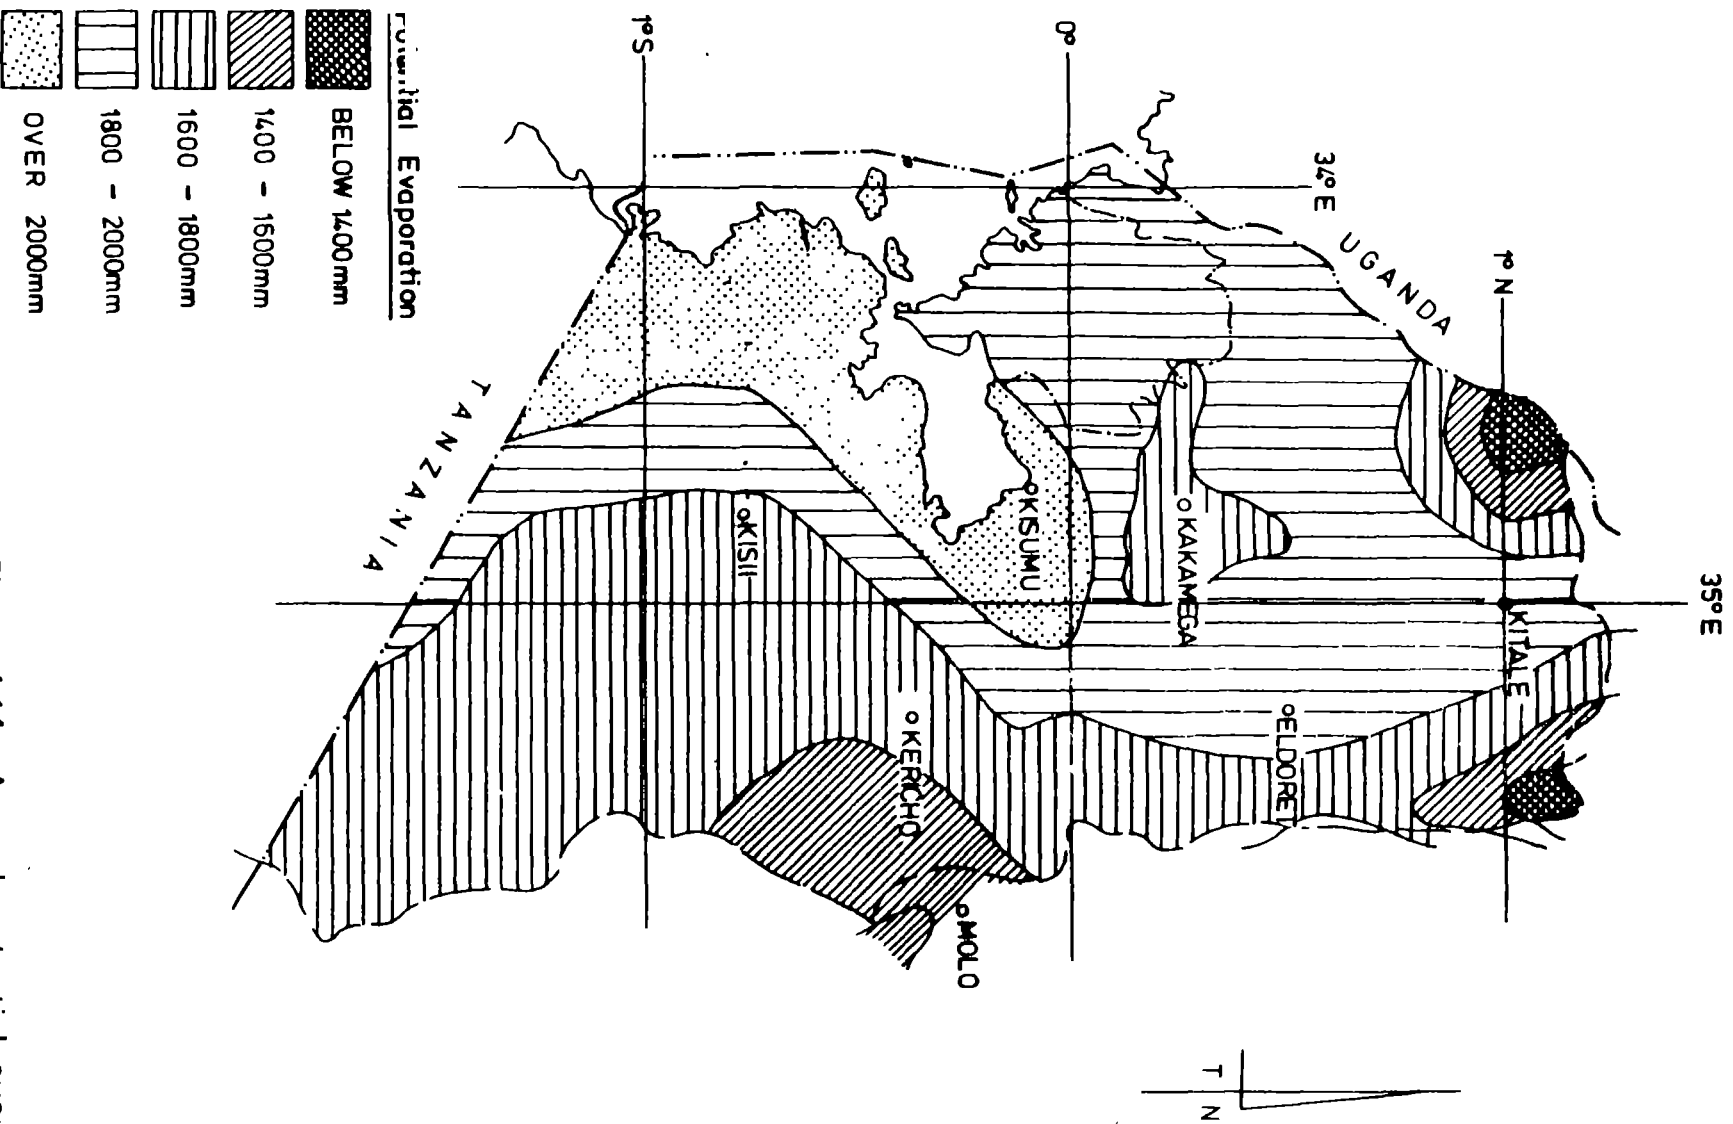 Evaporation
BELOW 1400mm
1400 - 1600mm
1600 - 1800mm
1800 - 2000mm
OVER 2000mm
34°E
35°E
1°N
0°
1°S
UGANDA
TANZANIA
KITALE
ELDORET
KAKAMEGA
KISUMU
KISII
KERICHO
MOLO
T N